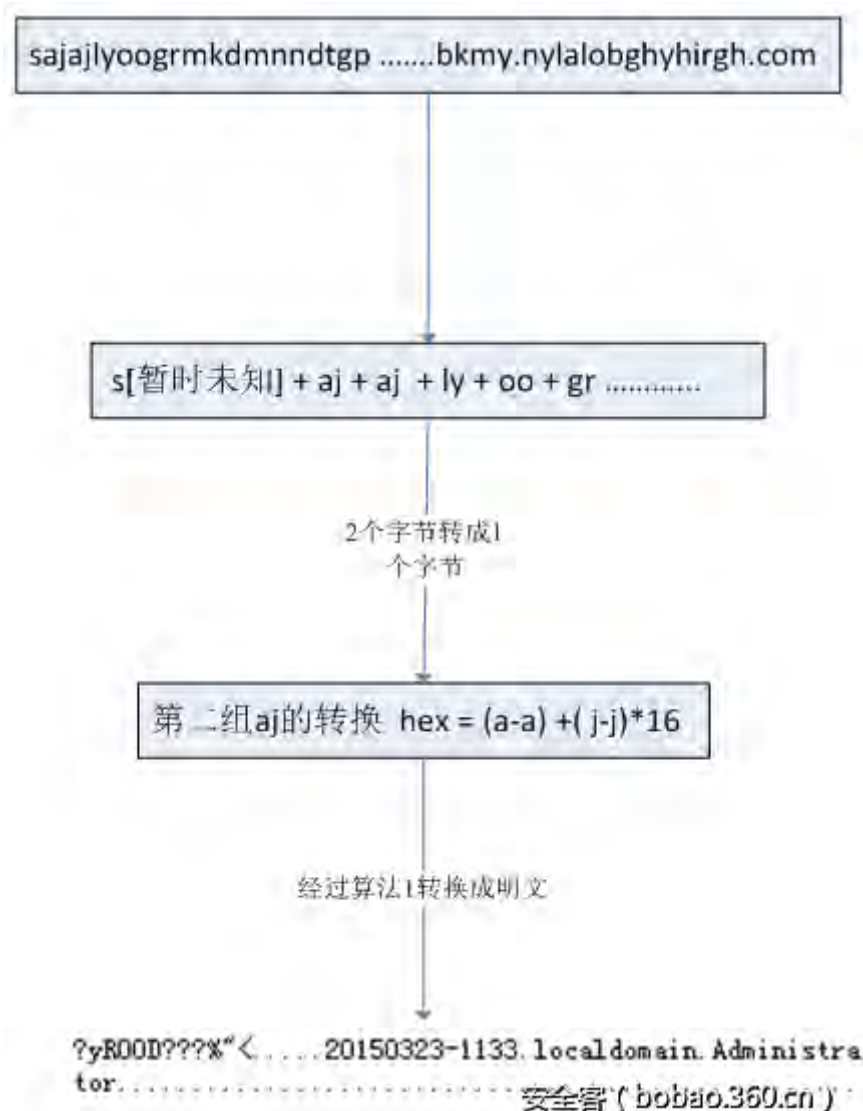 sajajlyoogrmkdmnndtgp .......bkmy.nylalobghyhirgh.com
s[暂时未知] + aj + aj + ly + oo + gr ............
2个字节转成1
个字节
第二组aj的转换 hex = (a-a) +( j-j)*16
经过算法1转换成明文
?yROOD???%"<.....20150323-1133.localdomain.Administra
tor.............................
安全客 ( bobao.360.cn )